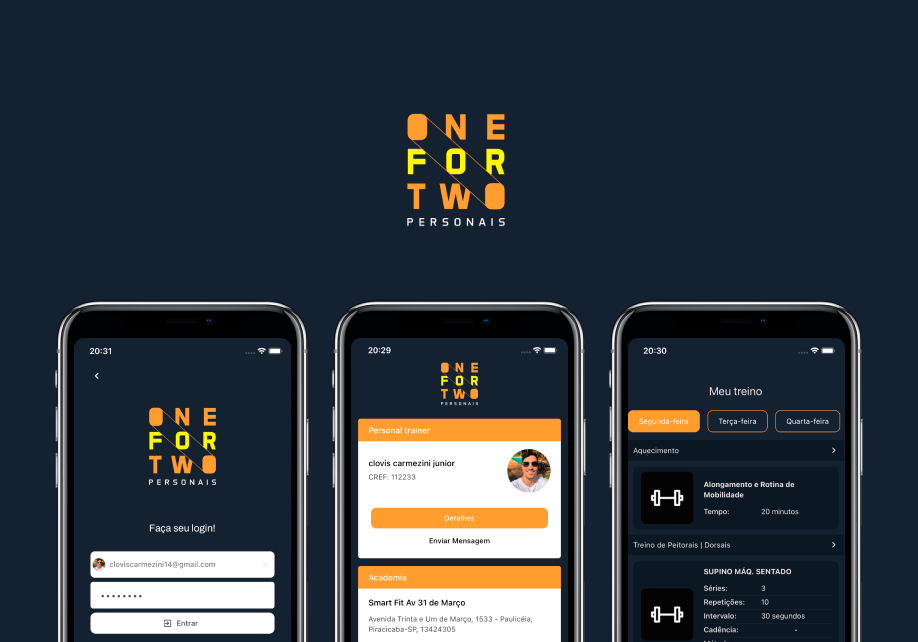 ONE
FOR
TWO
PERSONAIS
20:31
ONE
FOR
TWO
PERSONAIS
Faça seu login!
cloviscarmezini14@gmail.com
Entrar
20:29
ONE
FOR
TWO
PERSONAIS
Personal trainer
clovis carmezini junior
CREF: 112233
Detalhes
Enviar Mensagem
Academia
Smart Fit Av 31 de Março
Avenida Trinta e Um de Março, 1533 - Paulicéia,
Piracicaba-SP, 13424305
20:30
Meu treino
Segunda-feira
Terça-feira
Quarta-feira
Aquecimento
Alongamento e Rotina de
Mobilidade
Tempo: 20 minutos
Treino de Peitorais | Dorsais
SUPINO MÁQ. SENTADO
Séries: 3
Repetições: 10
Intervalo: 30 segundos
Cadência: -